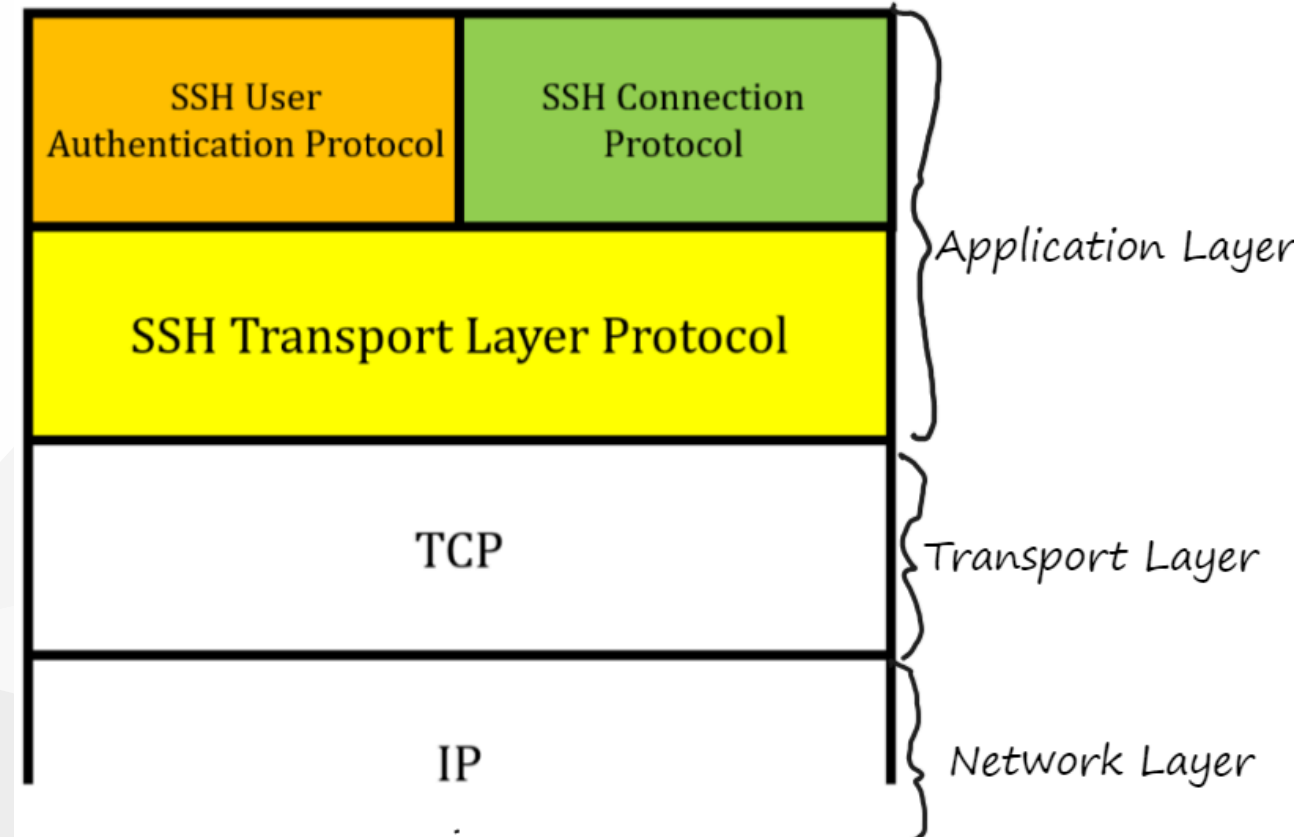 SSH User
Authentication Protocol
SSH Connection
Protocol
Application Layer
SSH Transport Layer Protocol
TCP
Transport Layer
IP
Network Layer